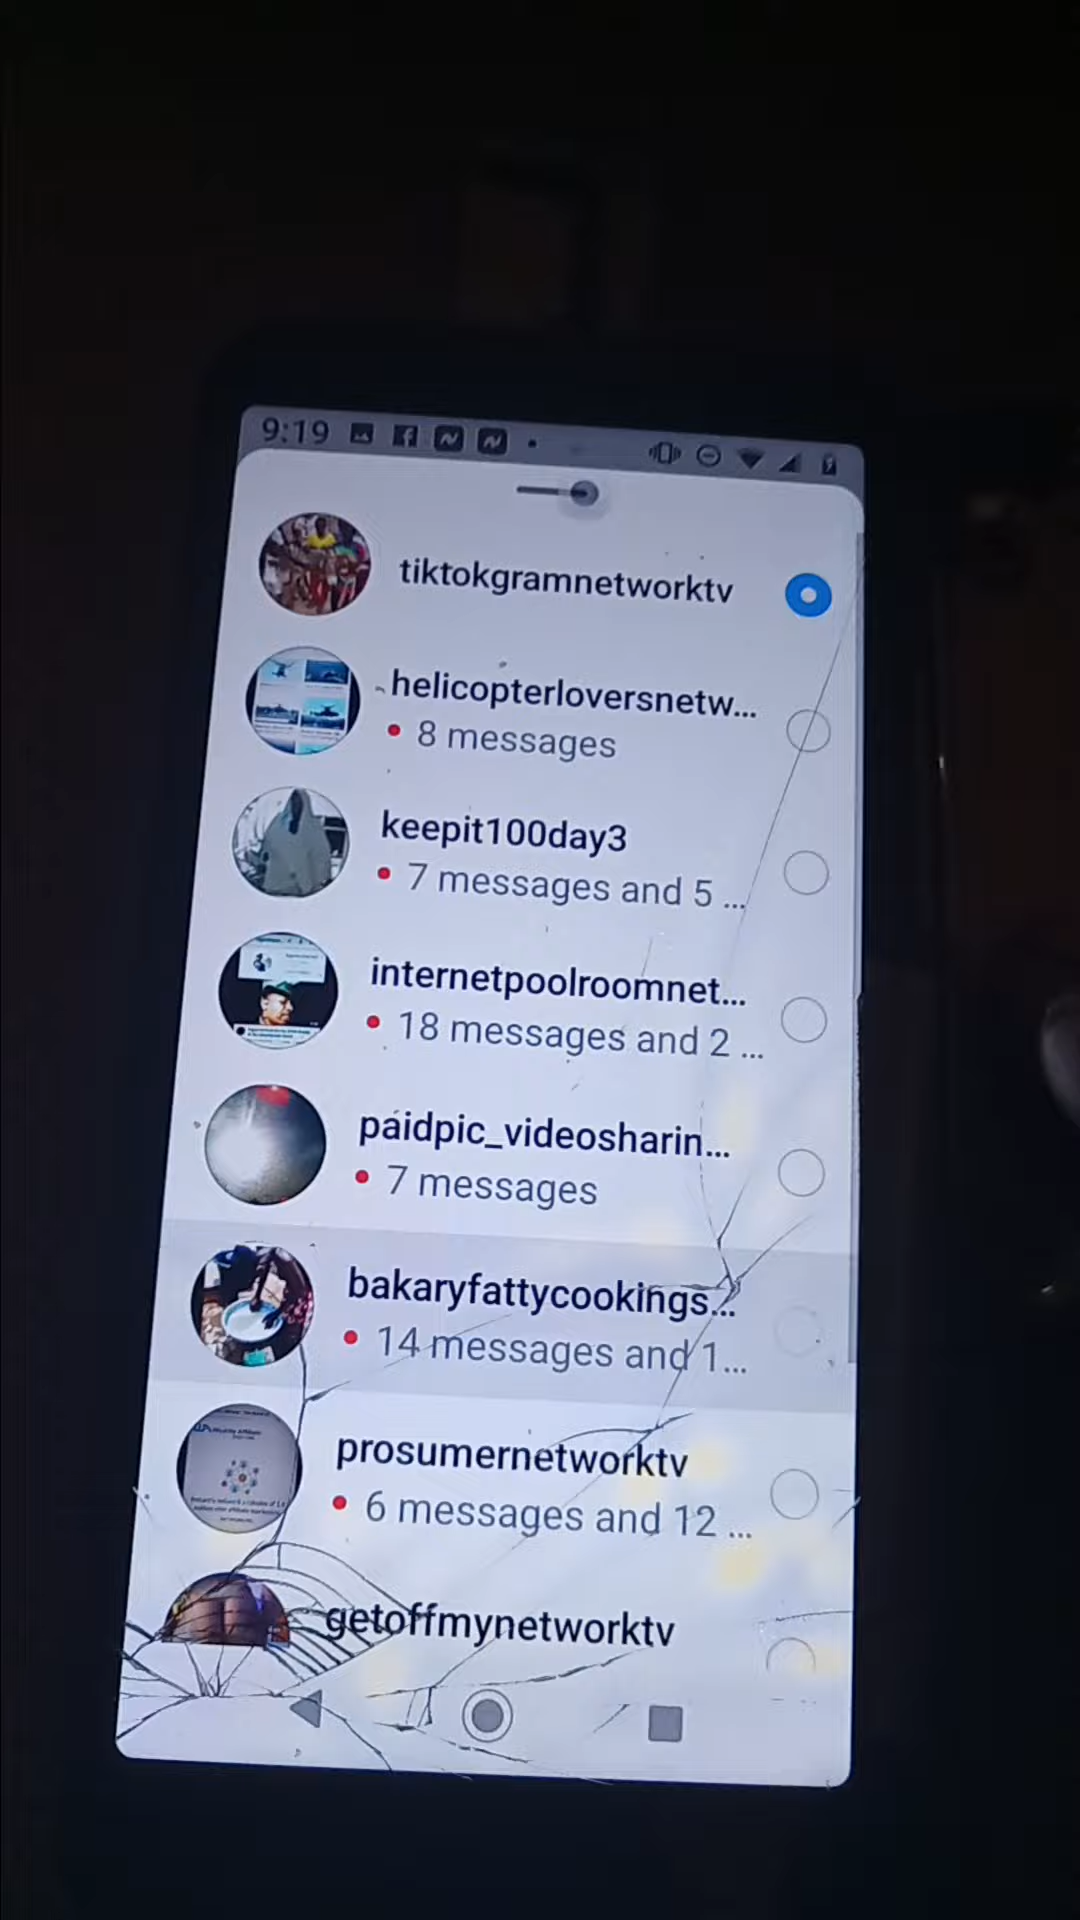 9:19
tiktokgramnetworktv
helicopterloversnetw...
8 messages
keepit100day3
7 messages and 5 ...
internetpoolroomnet...
18 messages and 2 ...
paidpic_videosharin...
7 messages
bakaryfattycookings...
14 messages and 1...
prosumernetworktv
6 messages and 12 ...
getoffmynetworktv